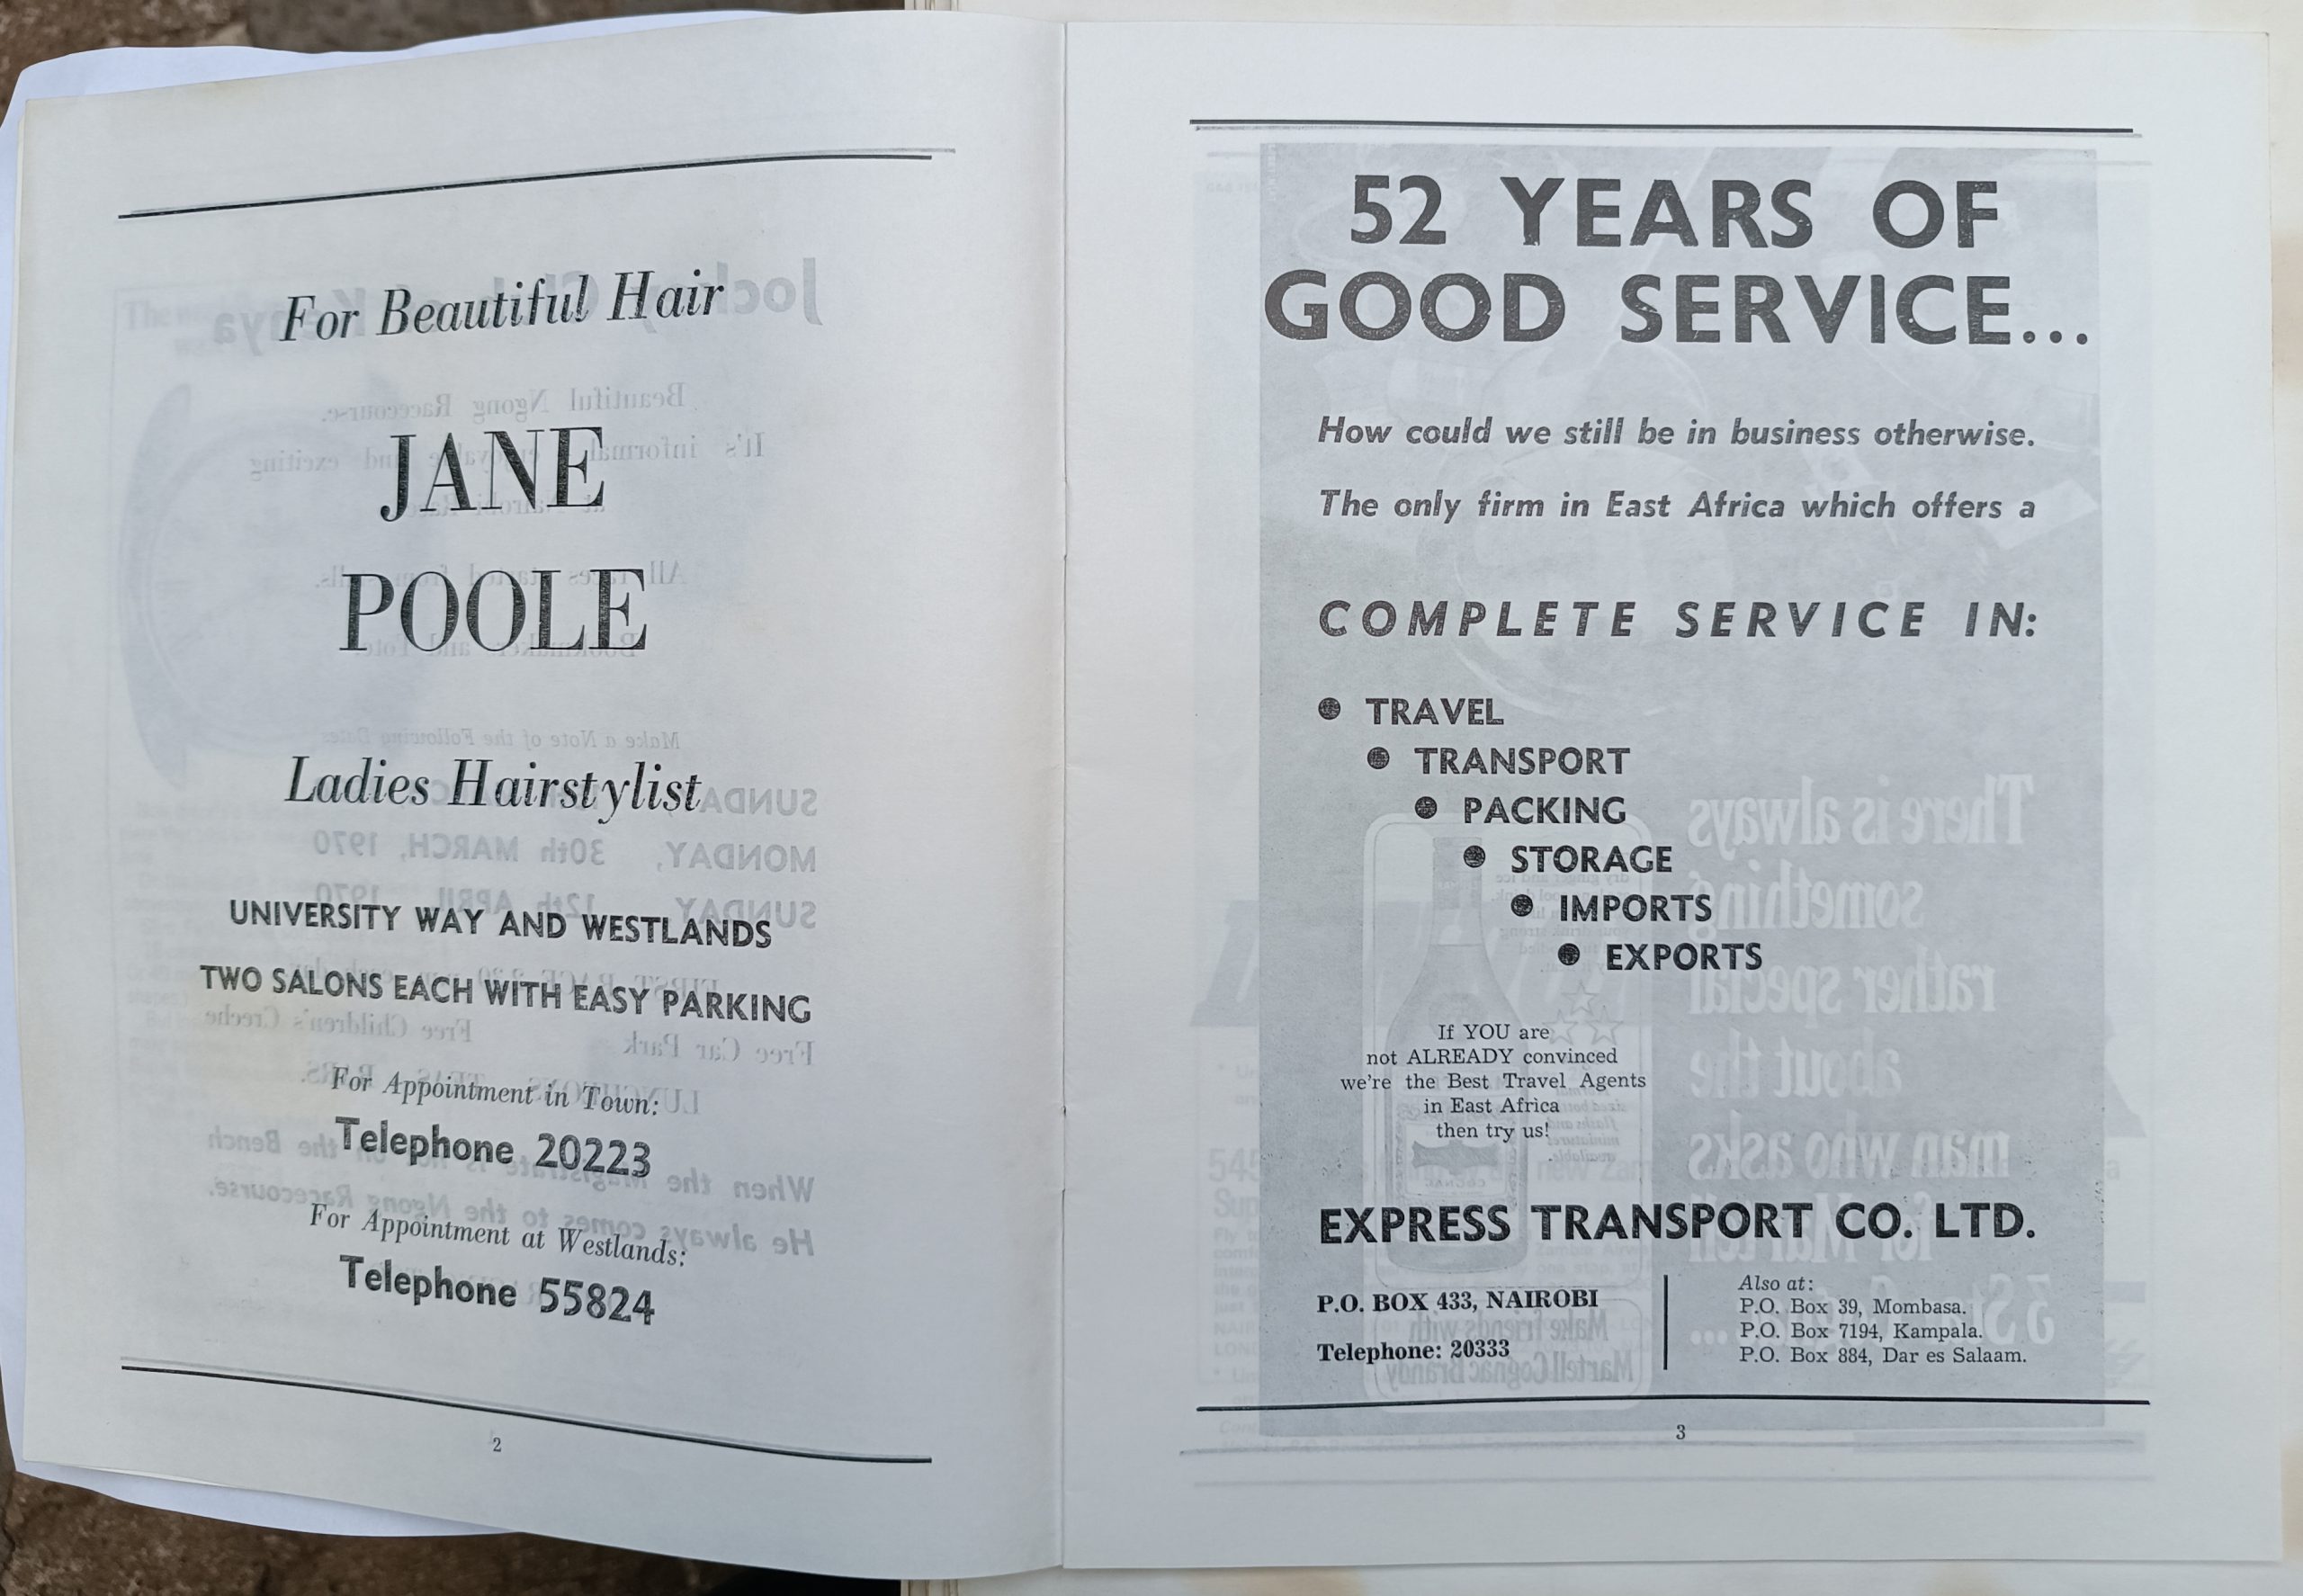 For Beautiful Hair
JANE
POOLE
Ladies Hairstylist
UNIVERSITY WAY AND WESTLANDS
TWO SALONS EACH WITH EASY PARKING
For Appointment in Town:
Telephone 20223
For Appointment at Westlands:
Telephone 55824
2
52 YEARS OF
GOOD SERVICE...
How could we still be in business otherwise.
The only firm in East Africa which offers a
COMPLETE SERVICE IN:
● TRAVEL
● TRANSPORT
● PACKING
● STORAGE
● IMPORTS
● EXPORTS
If YOU are
not ALREADY convinced
we're the Best Travel Agents
in East Africa
then try us!
EXPRESS TRANSPORT CO. LTD.
P.O. BOX 433, NAIROBI
Telephone: 20333
Also at:
P.O. Box 39, Mombasa.
P.O. Box 7194, Kampala.
P.O. Box 884, Dar es Salaam.
3